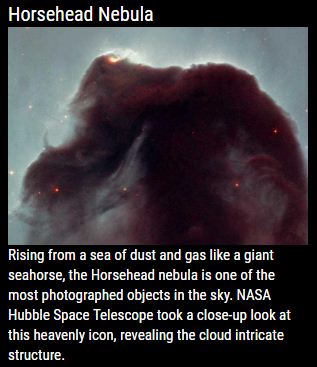 Horsehead Nebula
Rising from a sea of dust and gas like a giant
seahorse, the Horsehead nebula is one of the
most photographed objects in the sky. NASA
Hubble Space Telescope took a close-up look at
this heavenly icon, revealing the cloud intricate
structure.